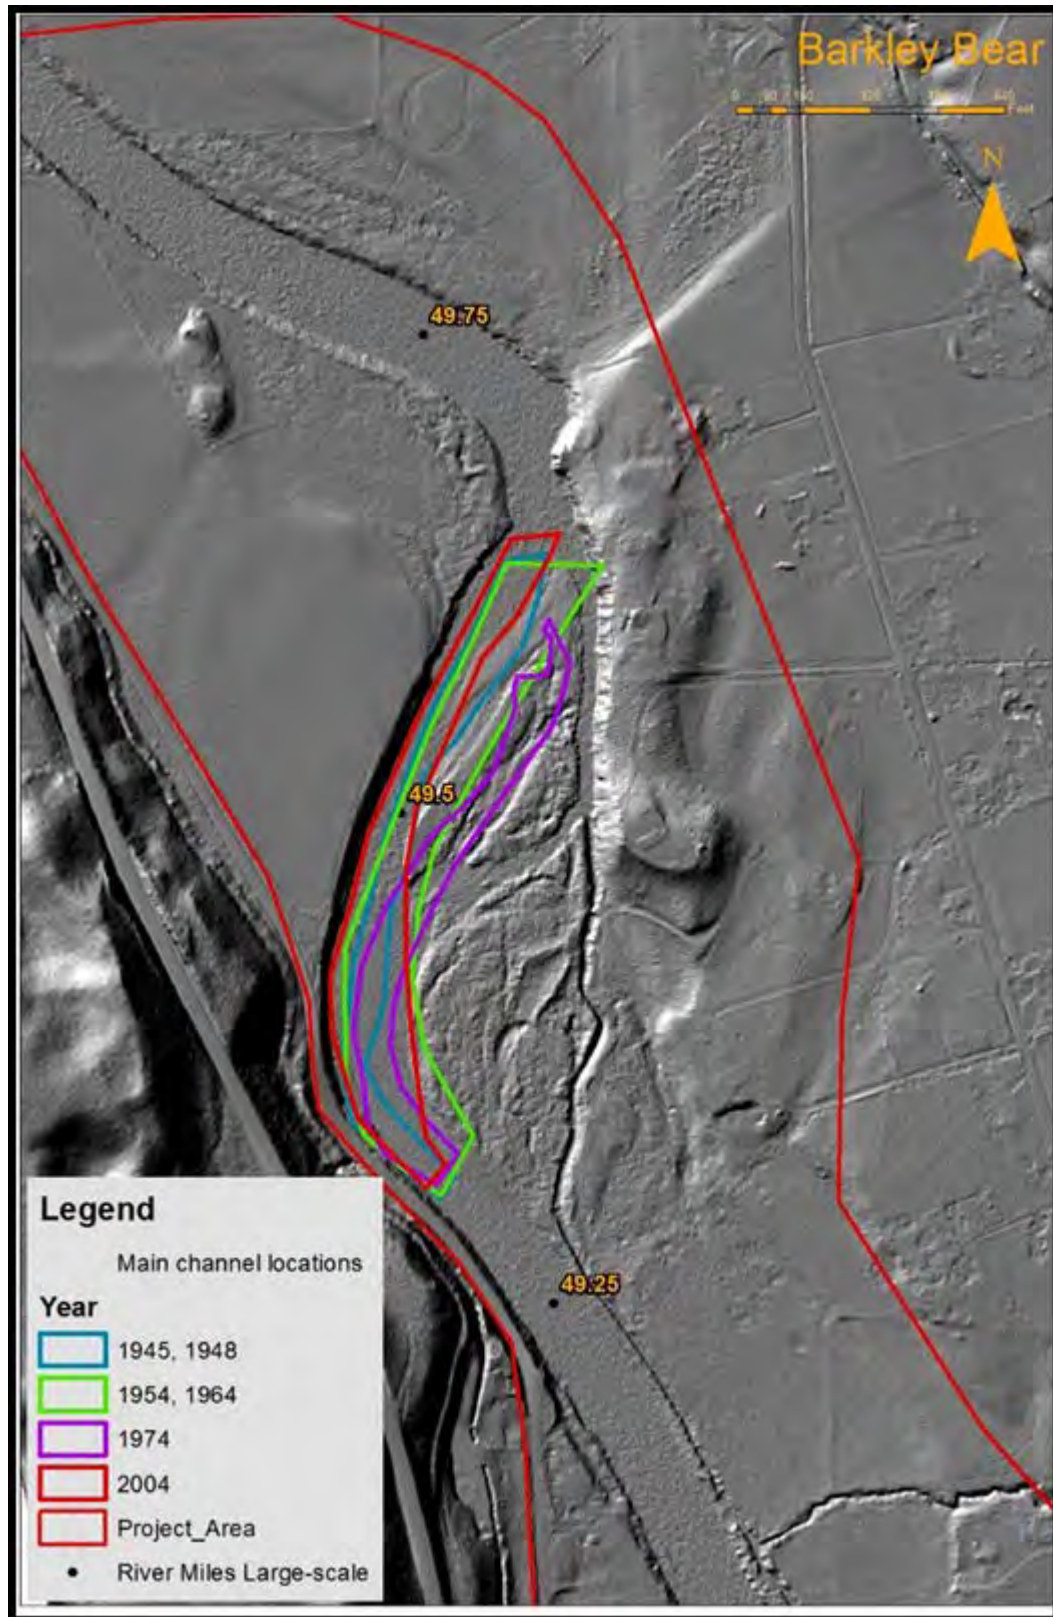 Barkley Bear
Feet
N
49.75
49.5
49.25
Legend
Main channel locations
Year
1945, 1948
1954, 1964
1974
2004
Project_Area
River Miles Large-scale